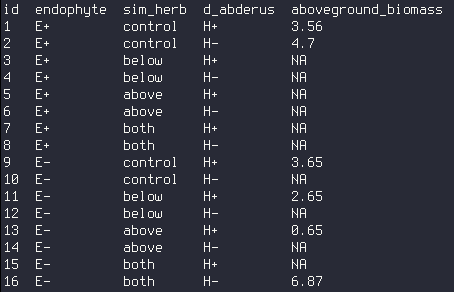 id endophyte sim_herb d_abderus aboveground_biomass
1 E+ control H+ 3.56
2 E+ control H- 4.7
3 E+ below H+ NA
4 E+ below H- NA
5 E+ above H+ NA
6 E+ above H- NA
7 E+ both H+ NA
8 E+ both H- NA
9 E- control H+ 3.65
10 E- control H- NA
11 E- below H+ 2.65
12 E- below H- NA
13 E- above H+ 0.65
14 E- above H- NA
15 E- both H+ NA
16 E- both H- 6.87